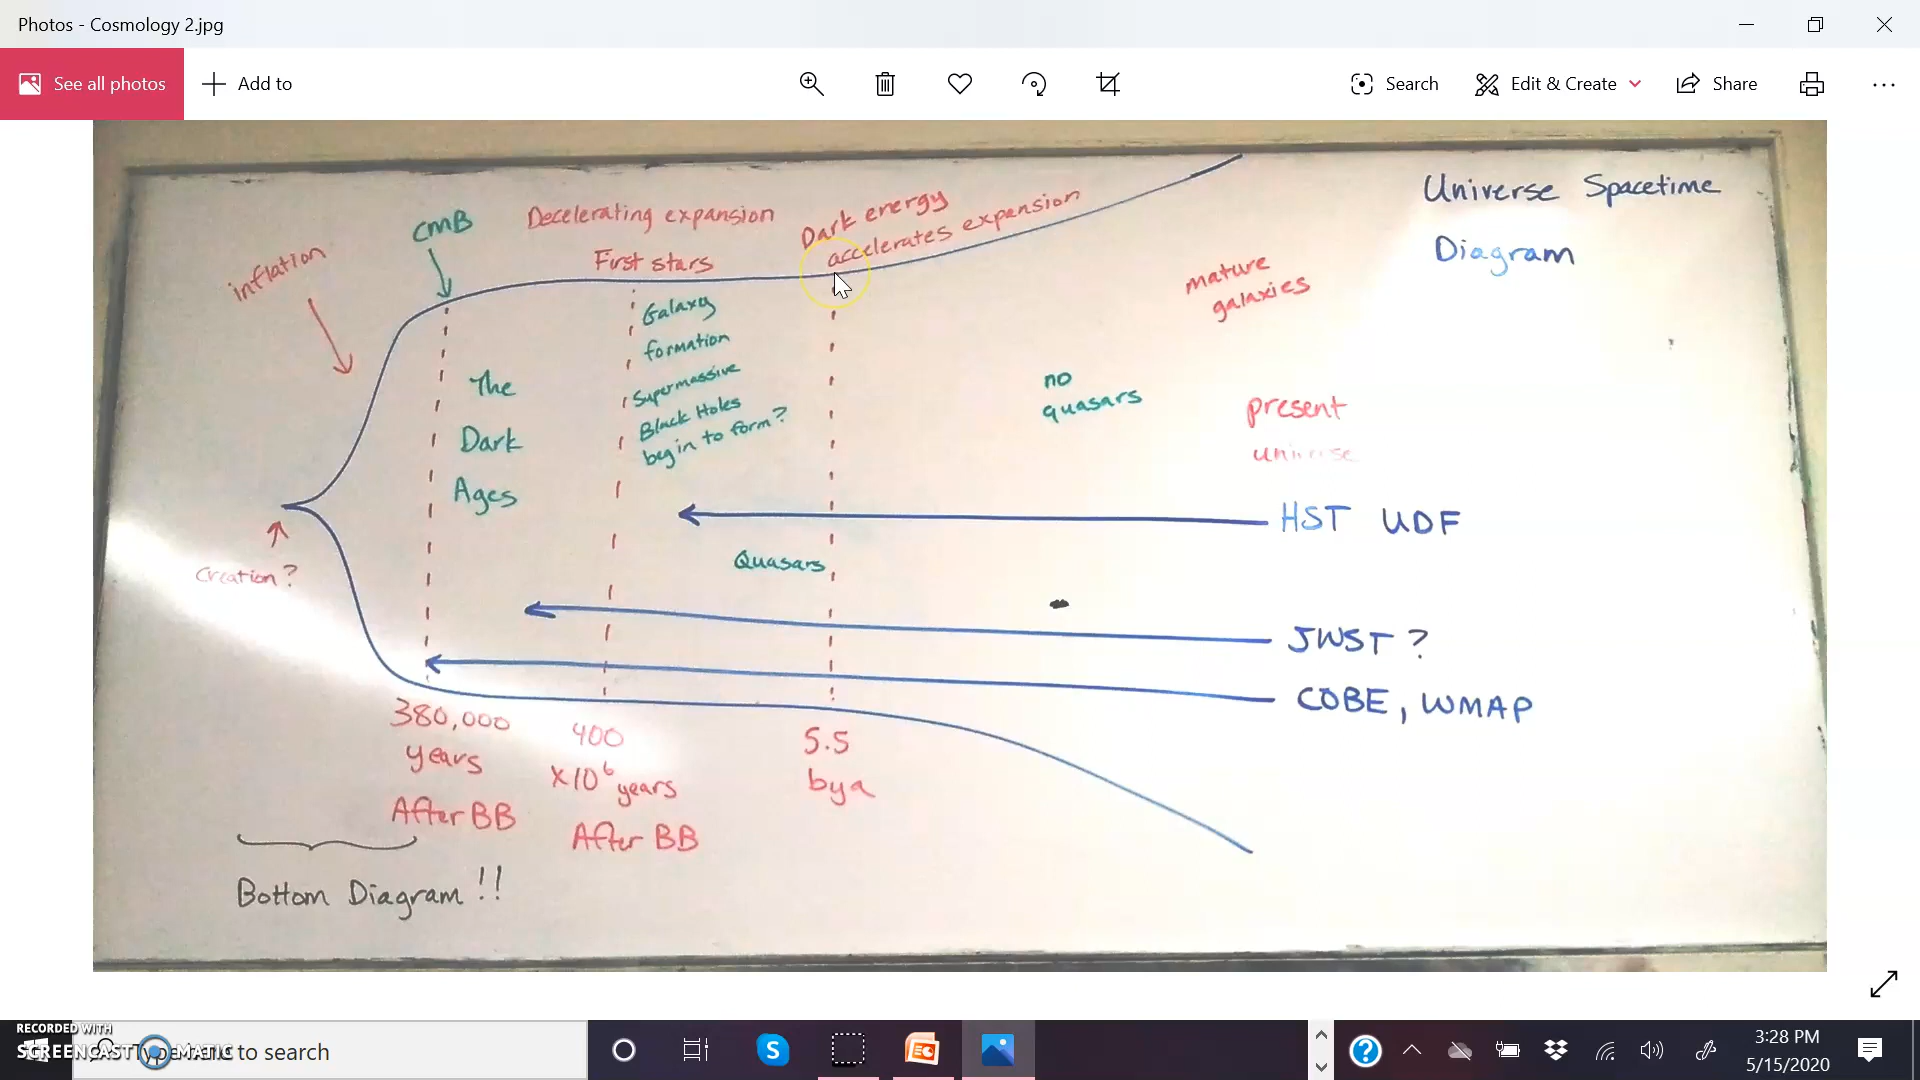 Photos - Cosmology 2.jpg
See all photos
Add to
Search
Edit & Create
Share
Universe Spacetime
Diagram
inflation
CMB
Decelerating expansion
First stars
Dark energy
accelerates expansion
mature
galaxies
Galaxy
formation
Supermassive
Black Holes
begin to form?
The
Dark
Ages
no
quasars
present
universe
HST UDF
Creation?
Quasars
JWST ?
COBE, WMAP
380,000
years
After BB
400
x10⁶ years
After BB
5.5
bya
Bottom Diagram!!
RECORDED WITH
SCREENCAST MATIC
to search
3:28 PM
5/15/2020